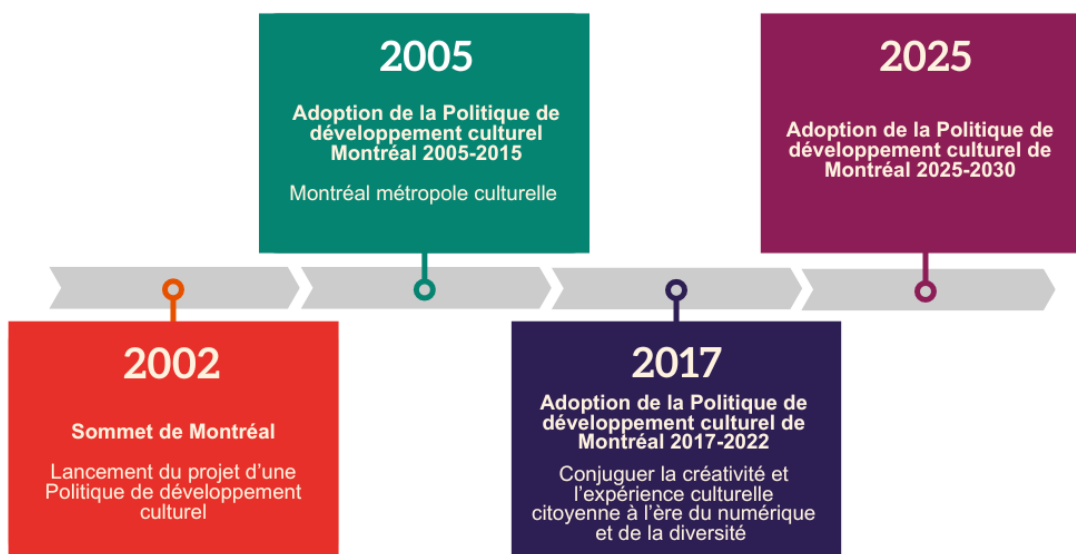 2002
Sommet de Montréal
Lancement du projet d’une
Politique de développement
culturel
2005
Adoption de la Politique de
développement culturel
Montréal 2005-2015
Montréal métropole culturelle
2017
Adoption de la Politique de
développement culturel de
Montréal 2017-2022
Conjuguer la créativité et
l’expérience culturelle
citoyenne à l’ère du numérique
et de la diversité
2025
Adoption de la Politique de
développement culturel de
Montréal 2025-2030